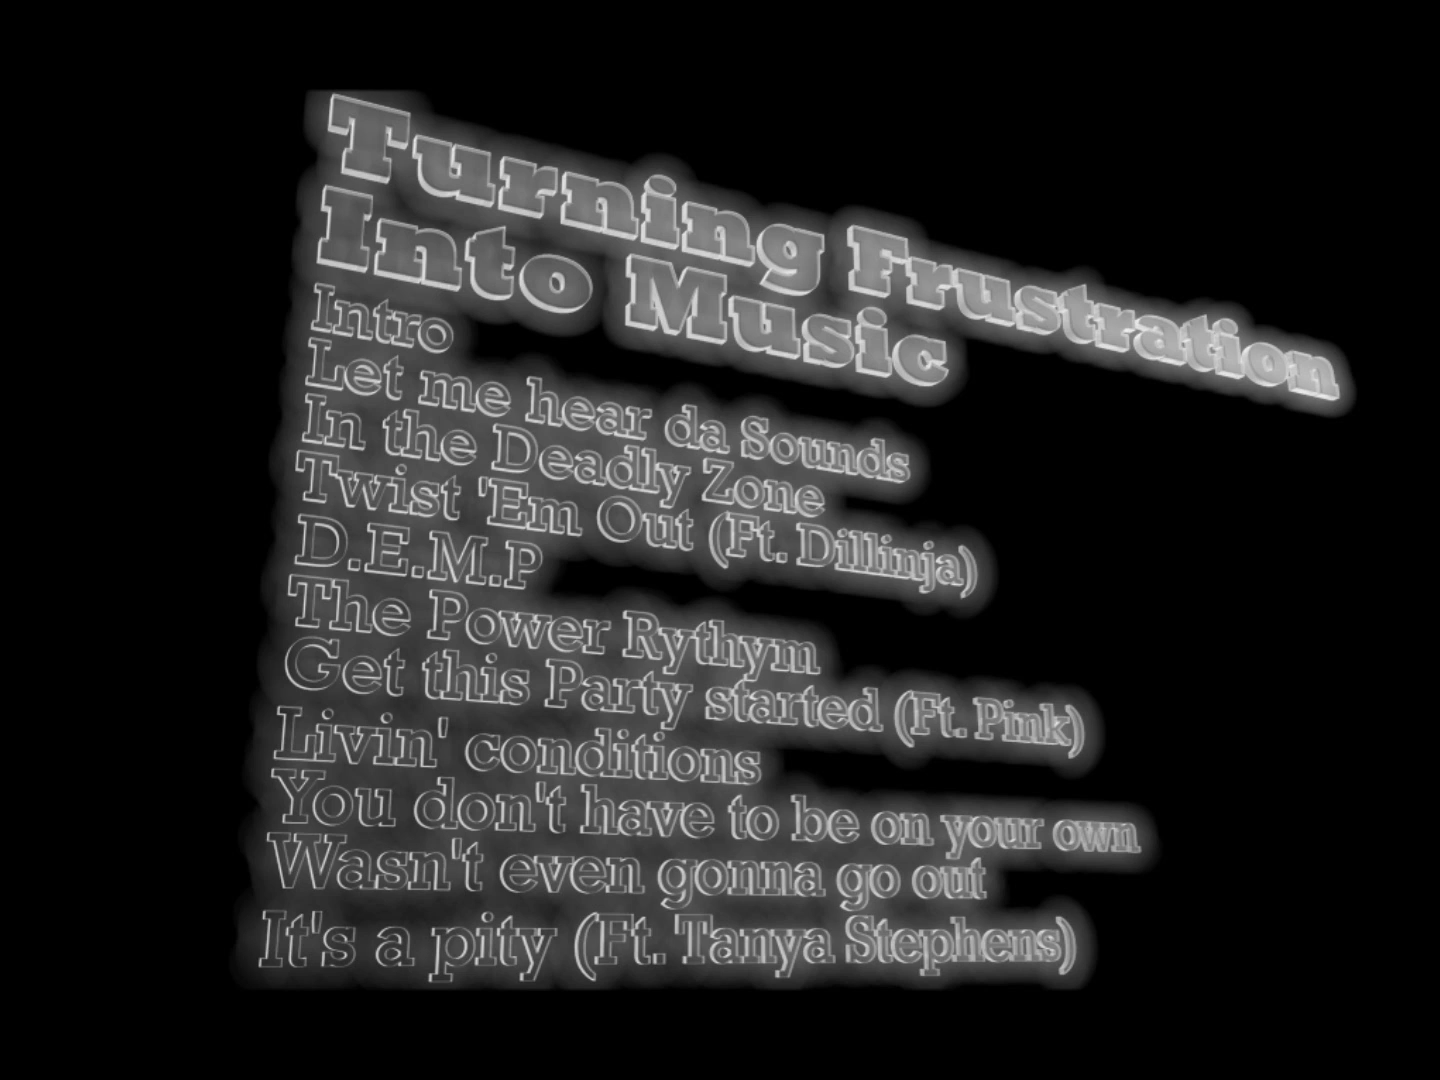 Turning Frustration
Into Music
Intro
Let me hear da Sounds
In the Deadly Zone
Twist 'Em Out (Ft. Dillinja)
D.E.M.P
The Power Rythym
Get this Party started (Ft. Pink)
Livin' conditions
You don't have to be on your own
Wasn't even gonna go out
It's a pity (Ft. Tanya Stephens)